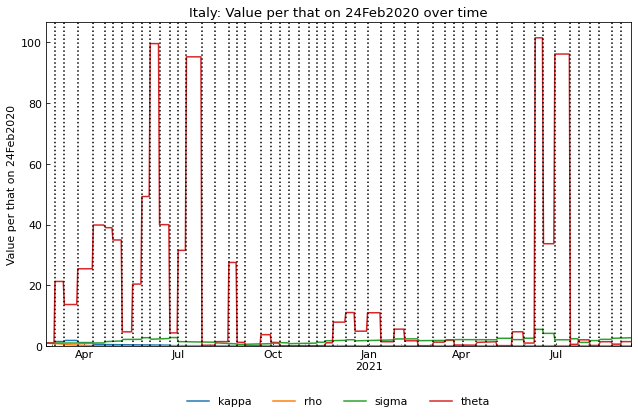 Italy: Value per that on 24Feb2020 over time
Value per that on 24Feb2020
100
80
60
40
20
0
Apr Jul Oct Jan Apr Jul
2021
kappa rho sigma theta